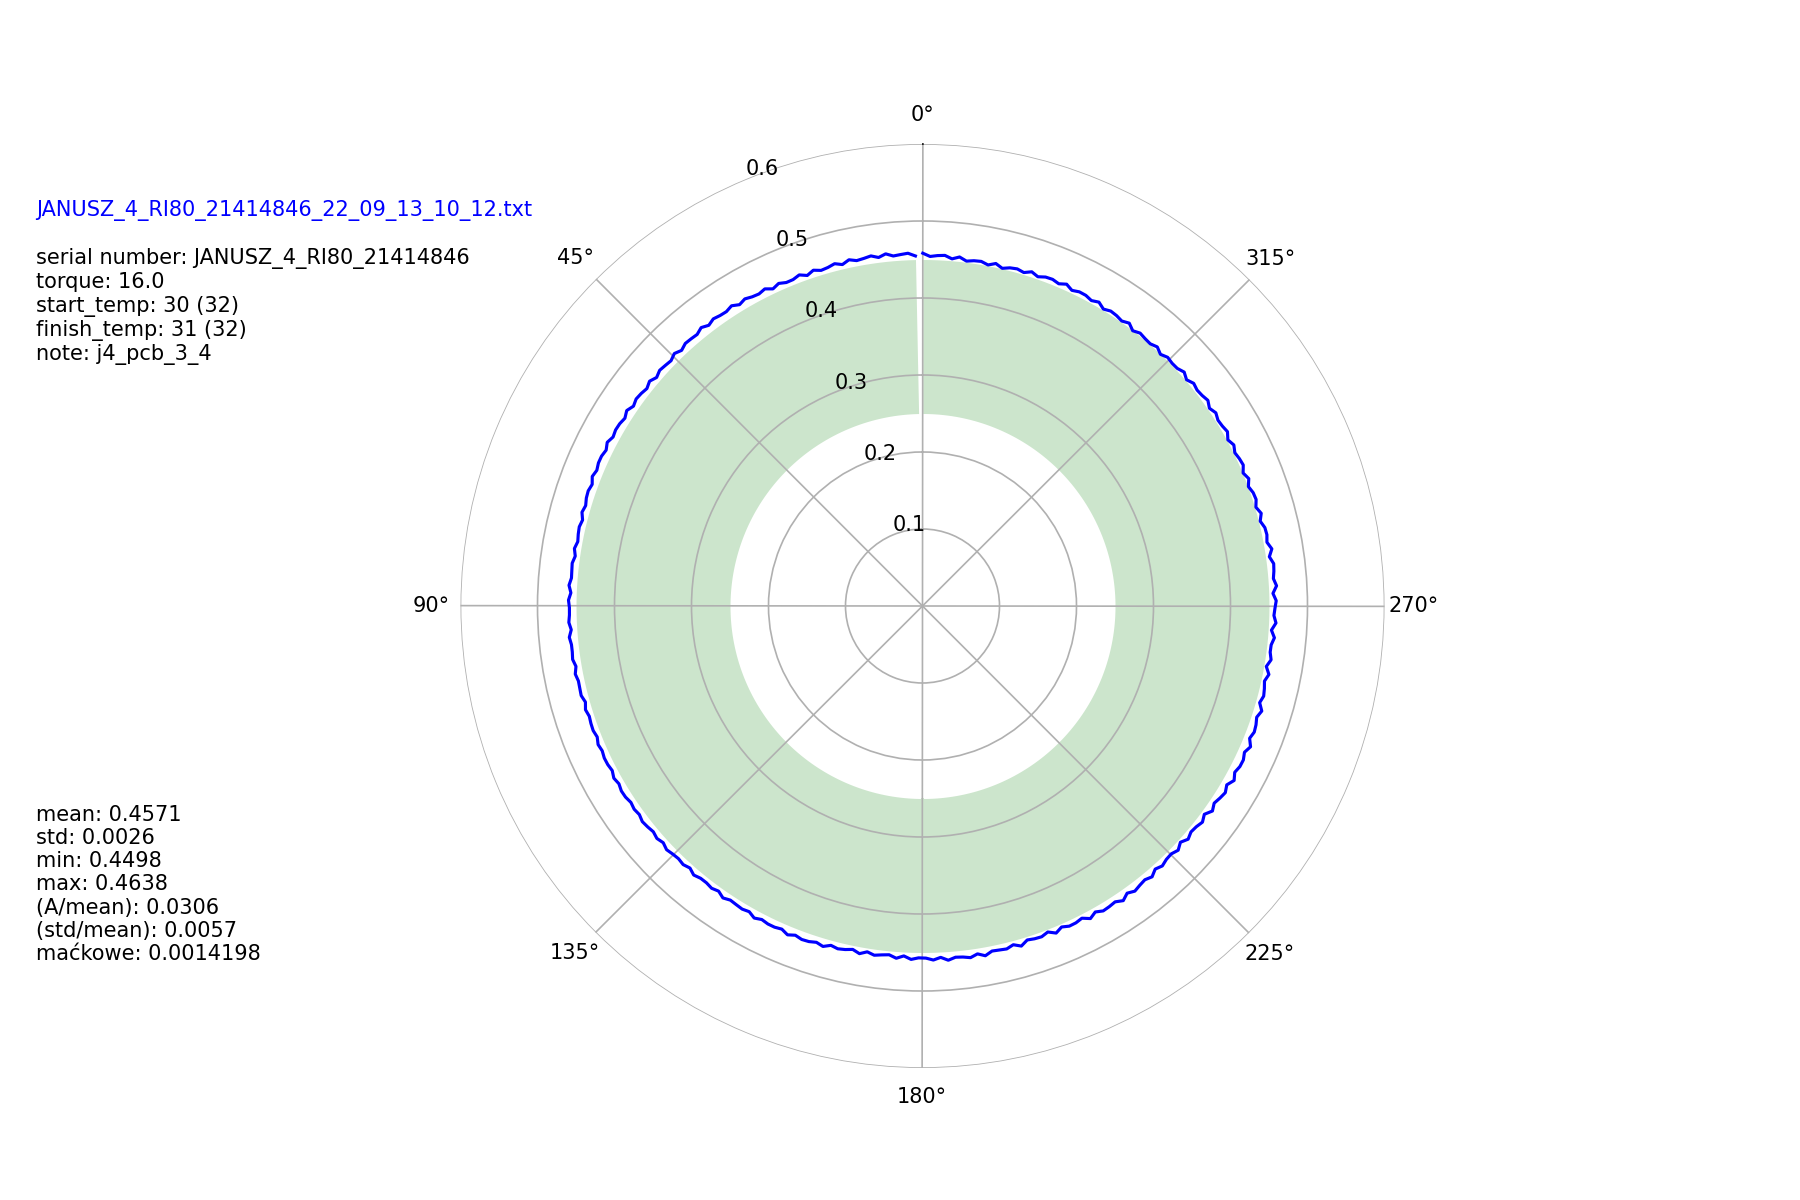 0°
0.6
JANUSZ_4_RI80_21414846_22_09_13_10_12.txt
0.5
serial number: JANUSZ_4_RI80_21414846
45°
315°
torque: 16.0
start_temp: 30 (32)
0.4
finish_temp: 31 (32)
note: j4_pcb_3_4
0.3
0.2
0.1
90°
270°
mean: 0.4571
std: 0.0026
min: 0.4498
max: 0.4638
(A/mean): 0.0306
(std/mean): 0.0057
maćkowe: 0.0014198
135°
225°
180°